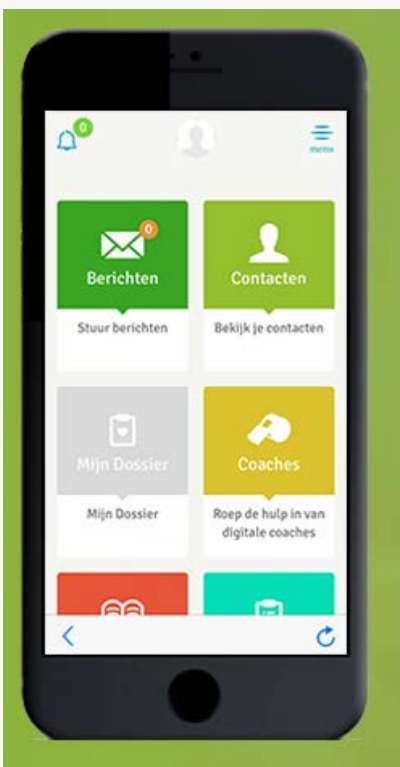 0
menu
0
Berichten
Contacten
Stuur berichten
Bekijk je contacten
Mijn Dossier
Coaches
Mijn Dossier
Roep de hulp in van
digitale coaches